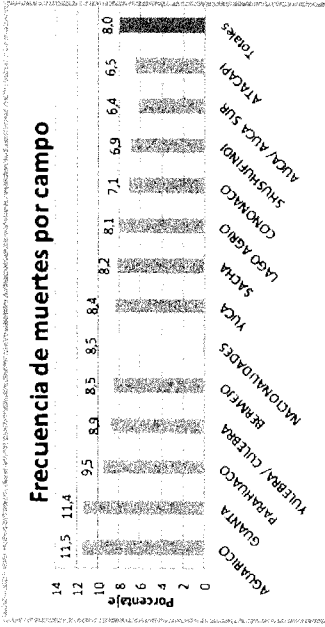 Frecuencia de muertes por campo
Porcentaje
14
12
10
8
6
4
2
0
11,5
11,4
9,5
8,9
8,5
8,5
8,4
8,2
8,1
7,1
6,9
6,4
6,5
8,0
AGUARICO
GUANTA
PARAHUACO
YULEBRA/ CULEBRA
BERMEJO
NACIONALIDADES
YUCA
SACHA
LAGO AGRIO
CONONACO
SHUSHUFINDI
AUCA/ AUCA SUR
ATACAPI
Totales